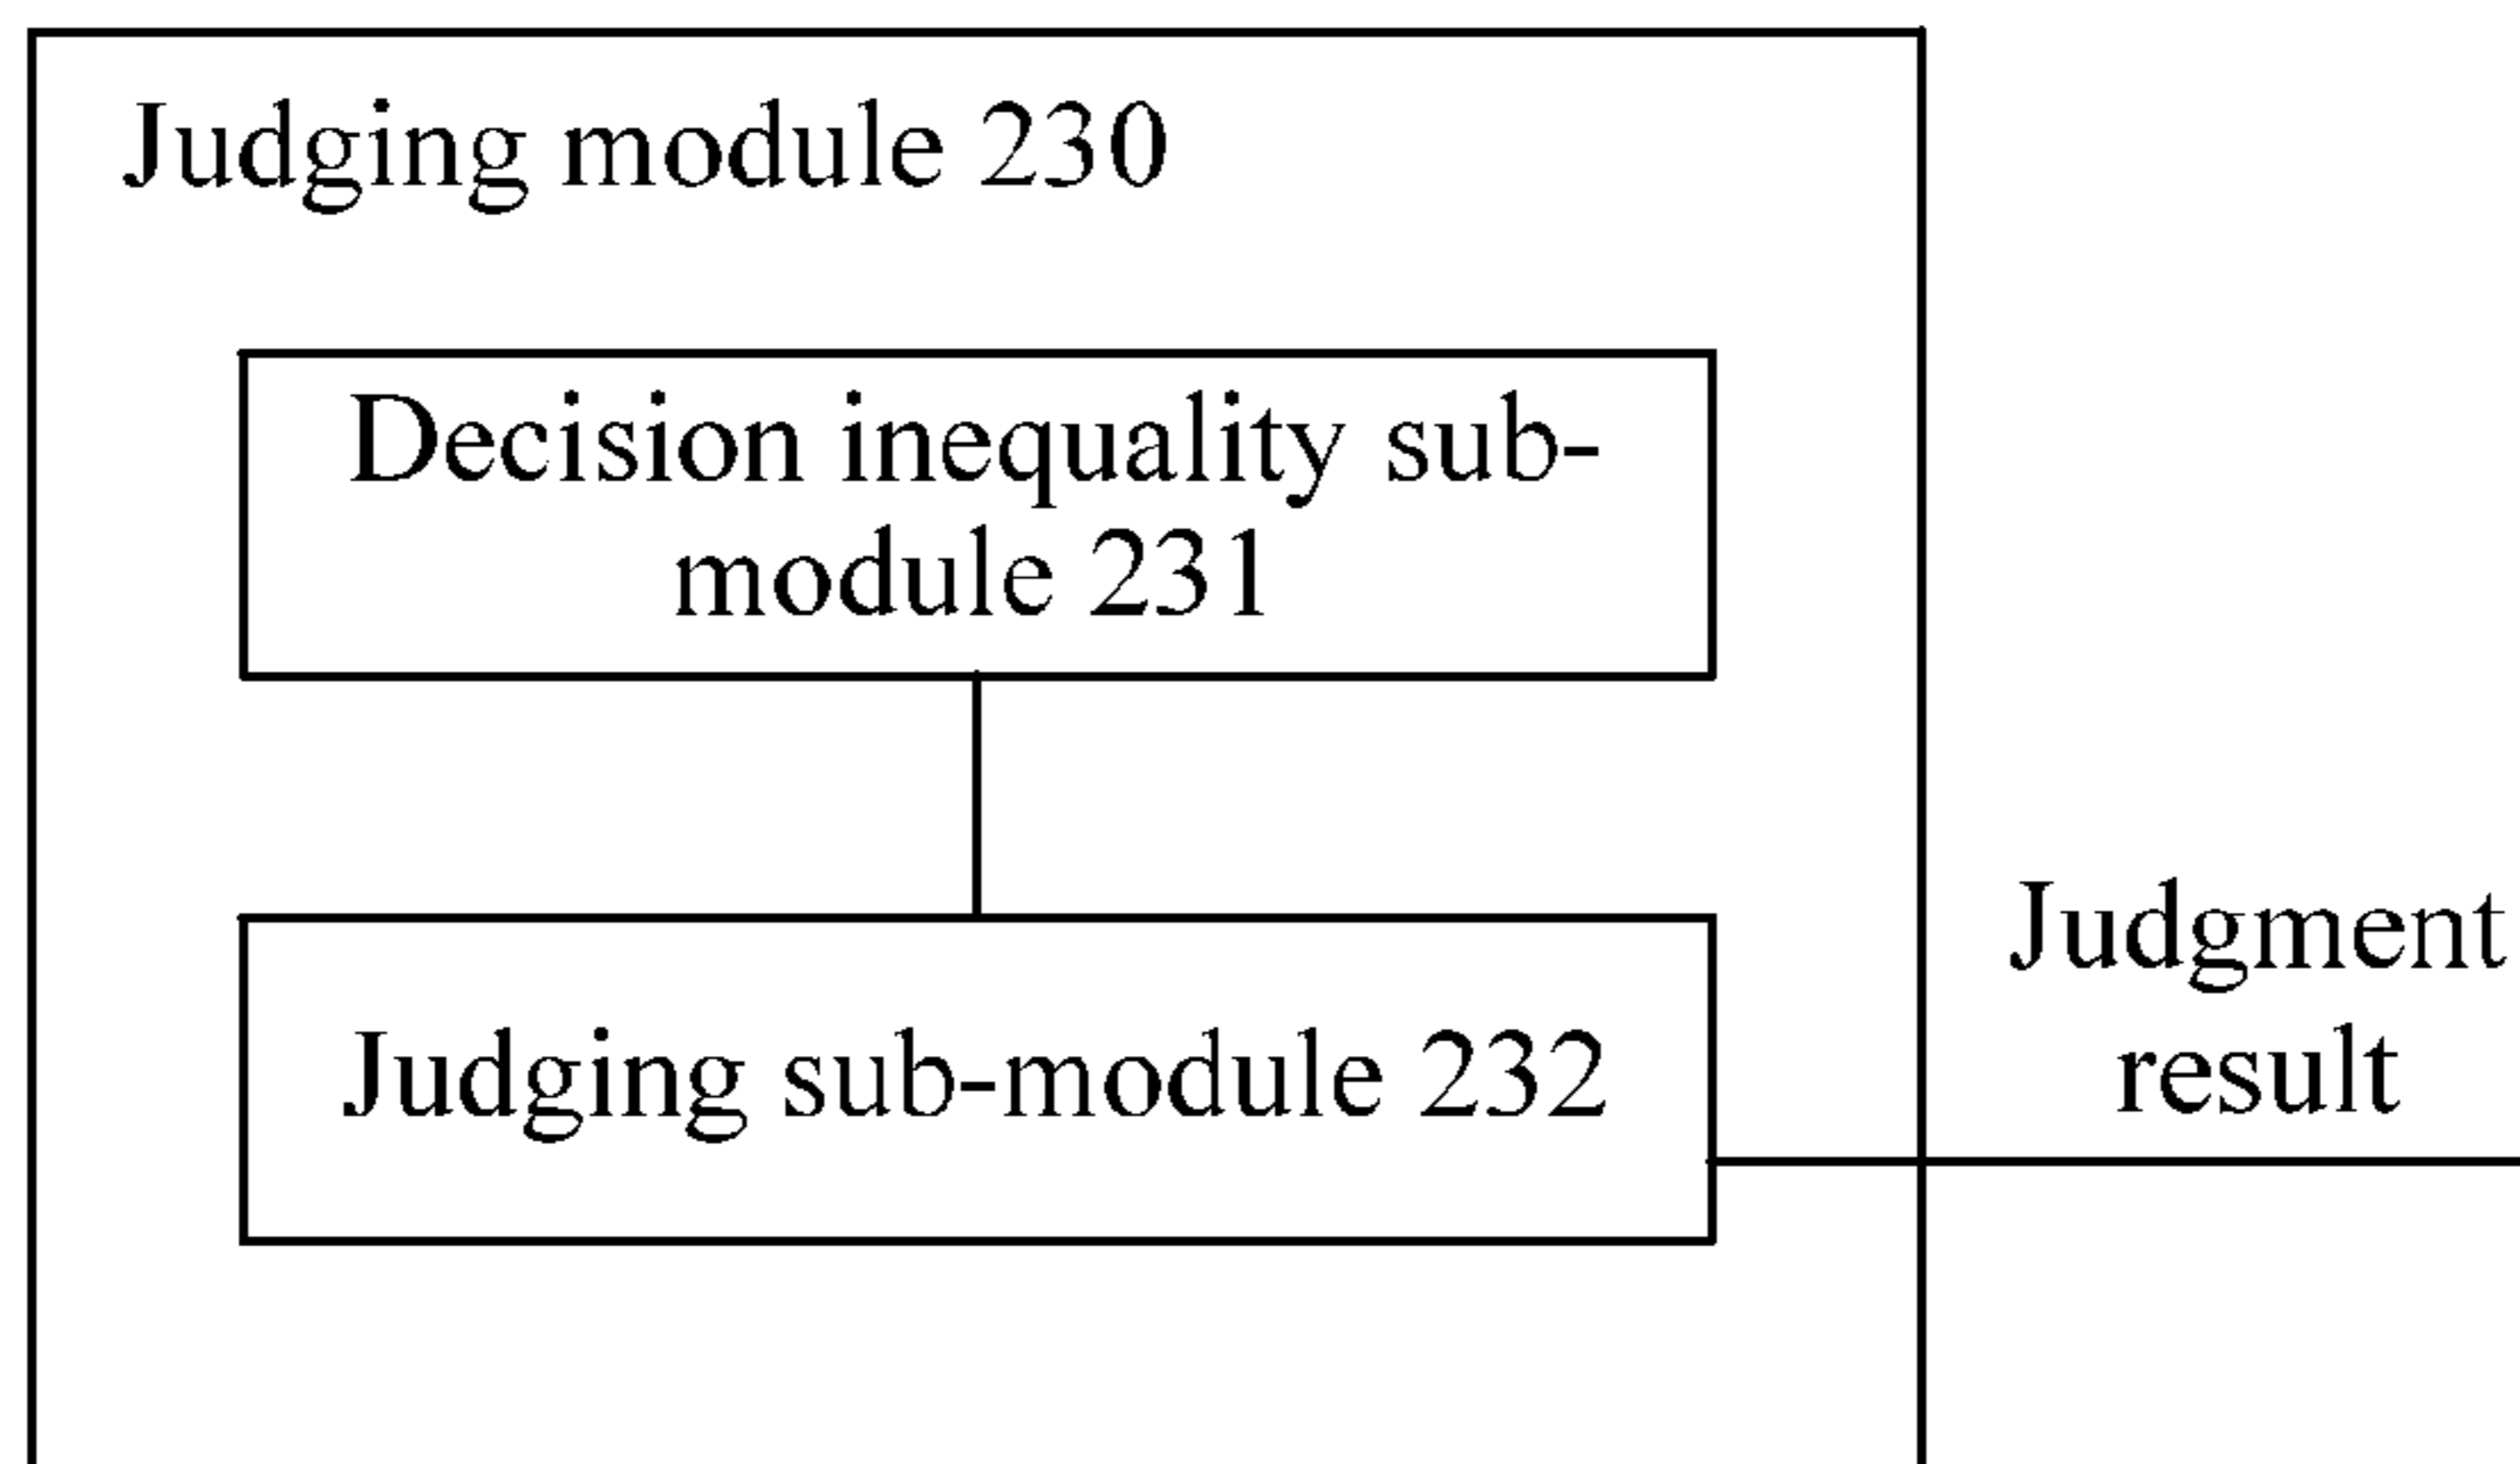 Judging module 230
Decision inequality sub-
module 231
Judging sub-module 232
Judgment
result